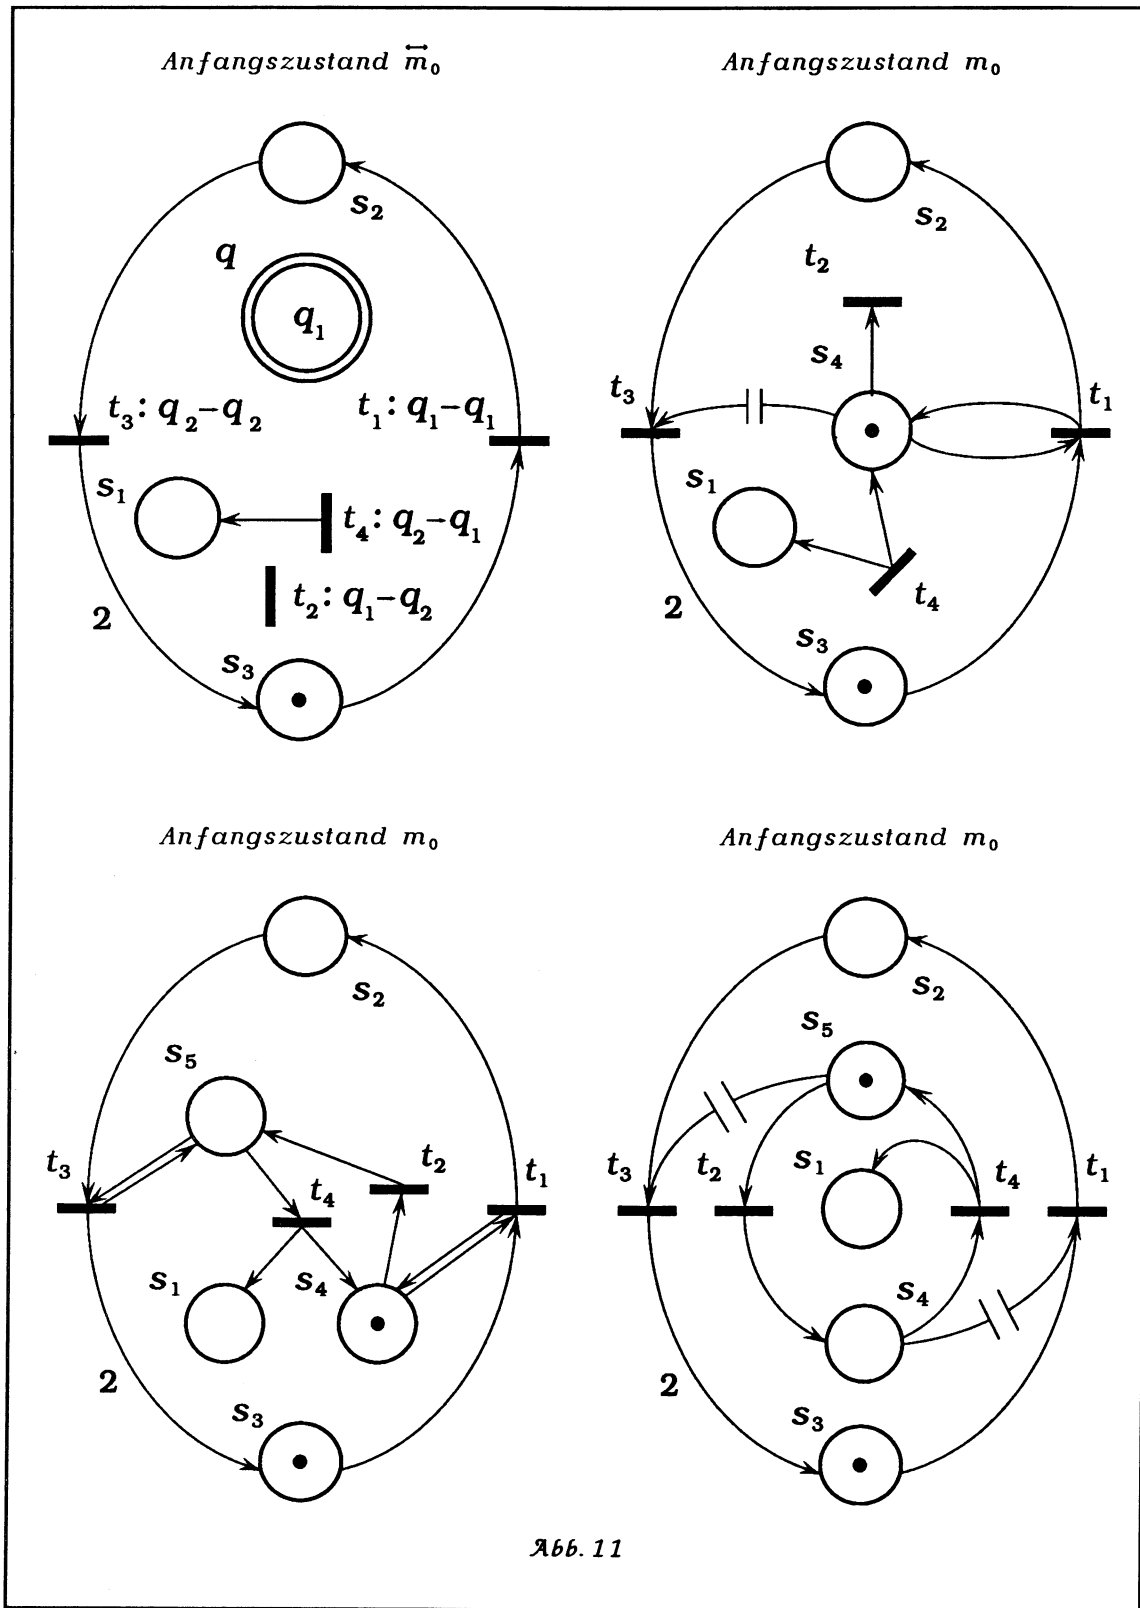 Anfangszustand m⃡₀
s₂
q
q₁
t₃: q₂→q₂
t₁: q₁→q₁
s₁
t₄: q₂→q₁
t₂: q₁→q₂
2
s₃
Anfangszustand m₀
s₂
t₂
s₄
t₃
t₁
s₁
t₄
2
s₃
Anfangszustand m₀
s₂
s₅
t₃
t₂
t₁
t₄
s₁
s₄
2
s₃
Anfangszustand m₀
s₂
s₅
t₃
t₂
s₁
t₄
t₁
s₄
2
s₃
Abb. 11